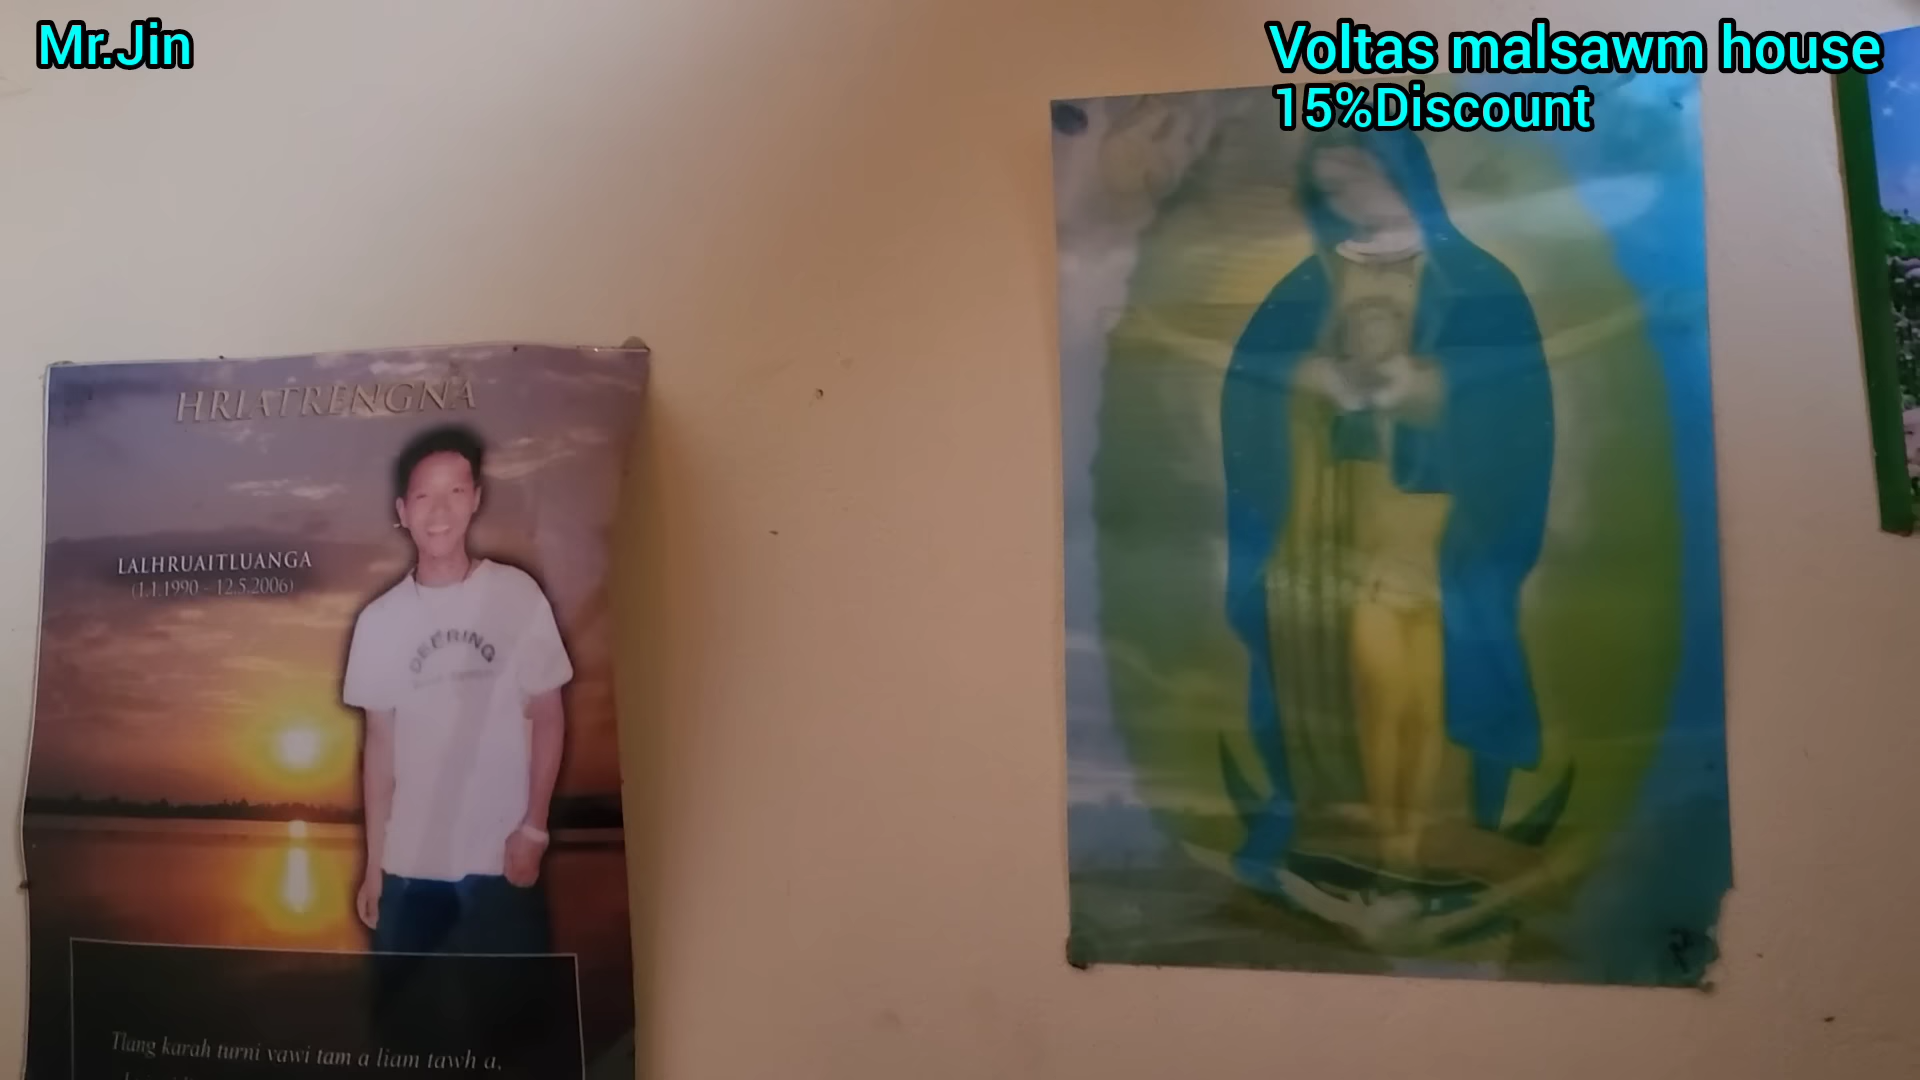 Mr.Jin
Voltas malsawm house
15%Discount
HRIATRENGNA
LALHRUAITLUANGA
(1.1.1990 - 12.5.2006)
DEERING
Tlang karah turni vawi tam a liam tawh a,